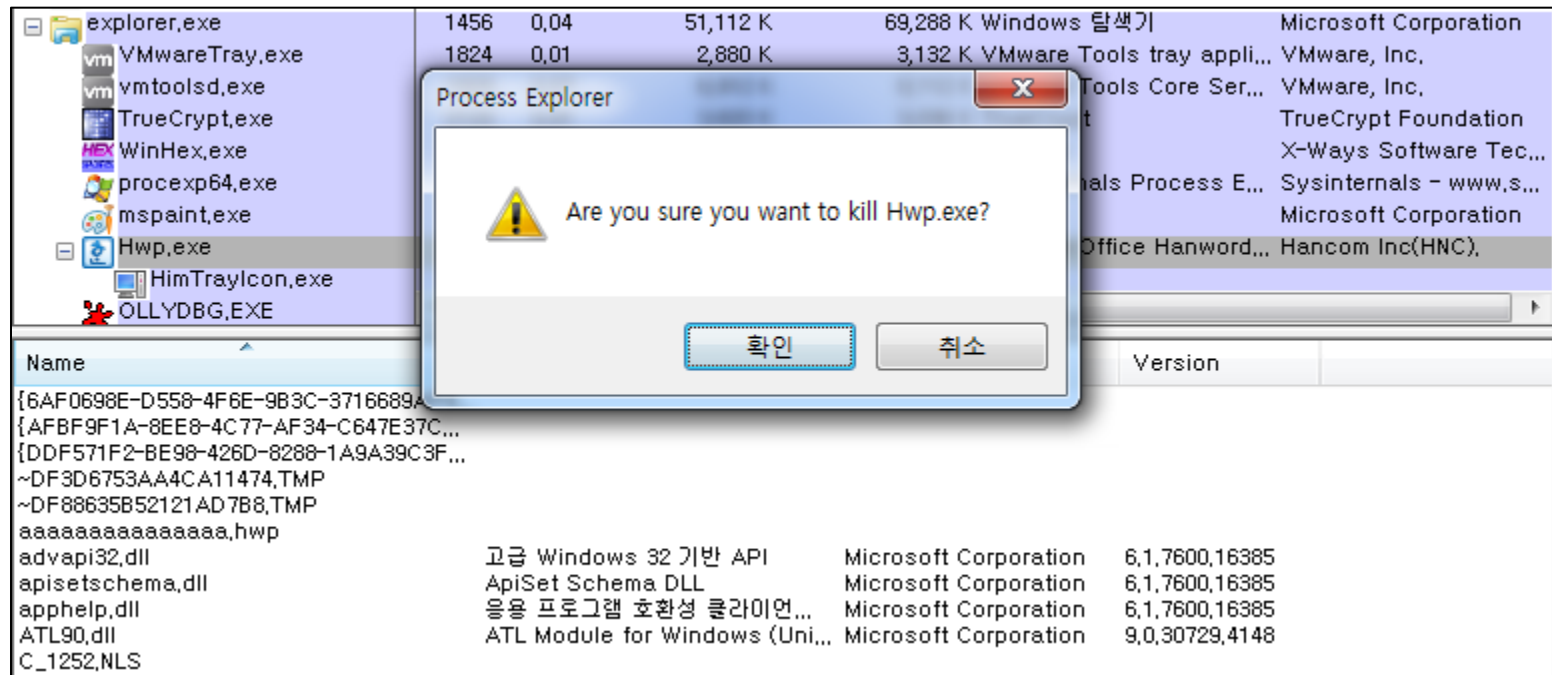 explorer,exe 1456 0,04 51,112 K 69,288 K Windows 탐색기 Microsoft Corporation
vm VMwareTray,exe 1824 0,01 2,880 K 3,132 K VMware Tools tray appli,,, VMware, Inc,
vm vmtoolsd,exe Tools Core Ser,,, VMware, Inc,
TrueCrypt,exe t TrueCrypt Foundation
HEX WinHex,exe X-Ways Software Tec,,,
procexp64,exe nals Process E,,, Sysinternals - www,s,,,
mspaint,exe Microsoft Corporation
호 Hwp,exe Office Hanword,,, Hancom Inc(HNC),
HimTrayIcon,exe
OLLYDBG,EXE
Process Explorer
Are you sure you want to kill Hwp.exe?
확인 취소
Name Version
{6AF0698E-D558-4F6E-9B3C-3716689A
{AFBF9F1A-8EE8-4C77-AF34-C647E37C,,,
{DDF571F2-BE98-426D-8288-1A9A39C3F,,,
~DF3D6753AA4CA11474,TMP
~DF88635B52121AD7B8,TMP
aaaaaaaaaaaaaaa,hwp
advapi32,dll 고급 Windows 32 기반 API Microsoft Corporation 6,1,7600,16385
apisetschema,dll ApiSet Schema DLL Microsoft Corporation 6,1,7600,16385
apphelp,dll 응용 프로그램 호환성 클라이언,,, Microsoft Corporation 6,1,7600,16385
ATL90,dll ATL Module for Windows (Uni,,, Microsoft Corporation 9,0,30729,4148
C_1252,NLS